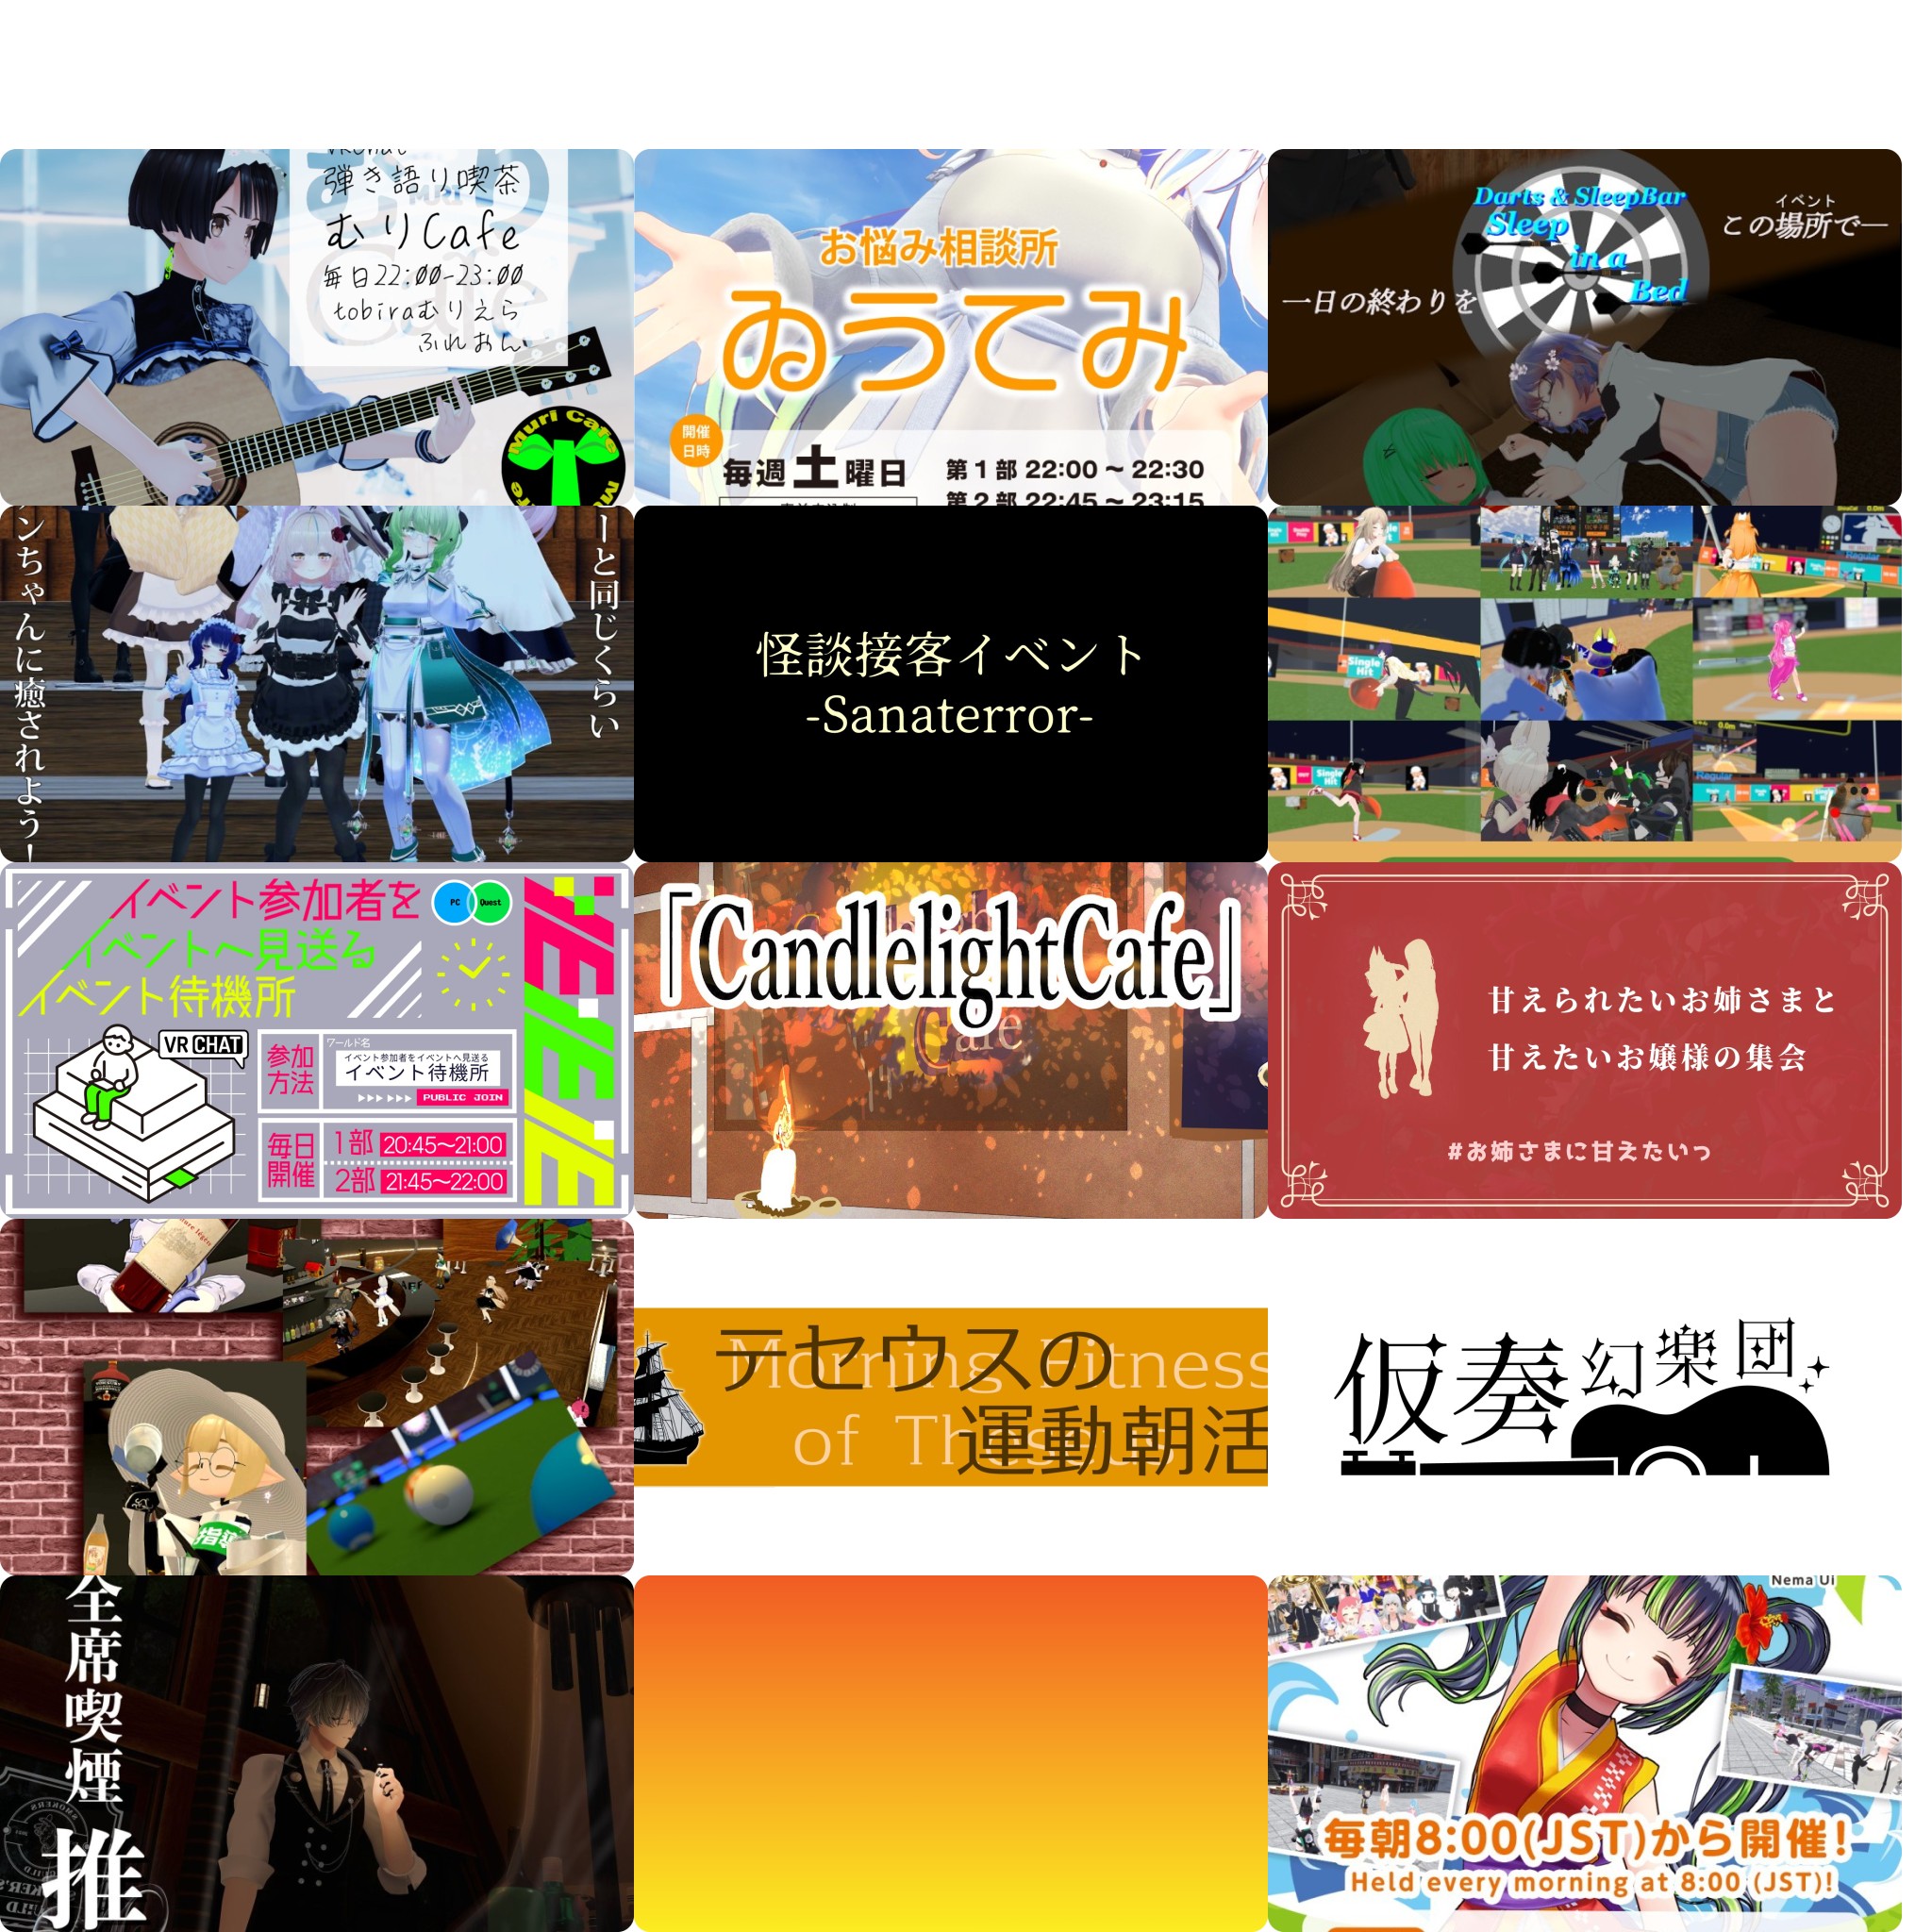 弾き語り喫茶
むりCafe
毎日22:00-23:00
tobiraむりえら
ふれおん
Muri Cafe
お悩み相談所
ゐうてみ
開催
日時
毎週土曜日
第1部 22:00 ~ 22:30
第2部 22:45 ~ 23:15
Darts & SleepBar
Sleep
in a
Bed
イベント
この場所で―
一日の終わりを
ーと同じくらい
ンちゃんに癒されよう!
怪談接客イベント
-Sanaterror-
Single
Hit
Single
Hit
Regular
イベント参加者を
イベントへ見送る
イベント待機所
PC
Quest
VRCHAT
参加
方法
ワールド名
イベント参加者をイベントへ見送る
イベント待機所
PUBLIC JOIN
毎日
開催
1部 20:45〜21:00
2部 21:45〜22:00
「CandlelightCafe」
Cafe
甘えられたいお姉さまと
甘えたいお嬢様の集会
#お姉さまに甘えたいっ
指導
テセウスの
運動朝活
Morning Fitness
of Theseus
仮奏幻楽団
全席喫煙
推
Nema Ui
毎朝8:00(JST)から開催!
Held every morning at 8:00 (JST)!